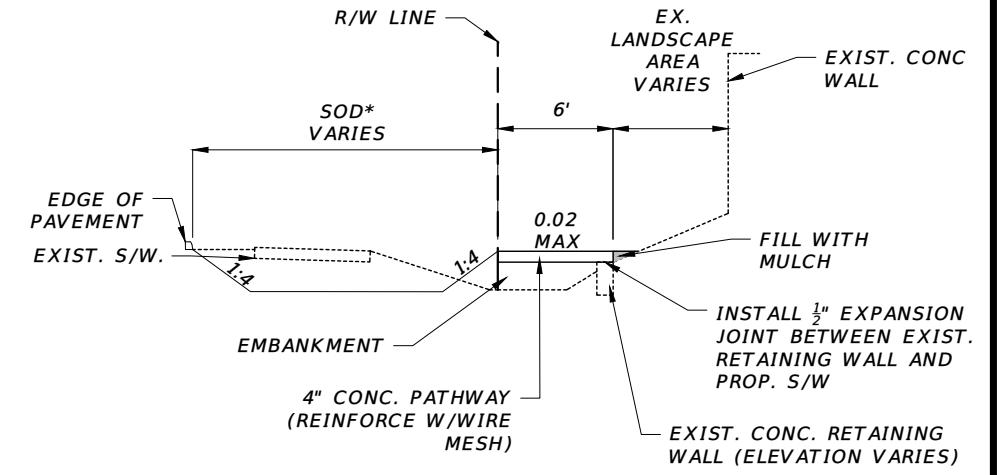 R/W LINE
EX.
LANDSCAPE
AREA
VARIES
EXIST. CONC
WALL
SOD*
VARIES
6'
EDGE OF
PAVEMENT
EXIST. S/W.
1:4
1:4
0.02
MAX
FILL WITH
MULCH
EMBANKMENT
INSTALL ½" EXPANSION
JOINT BETWEEN EXIST.
RETAINING WALL AND
PROP. S/W
4" CONC. PATHWAY
(REINFORCE W/WIRE
MESH)
EXIST. CONC. RETAINING
WALL (ELEVATION VARIES)